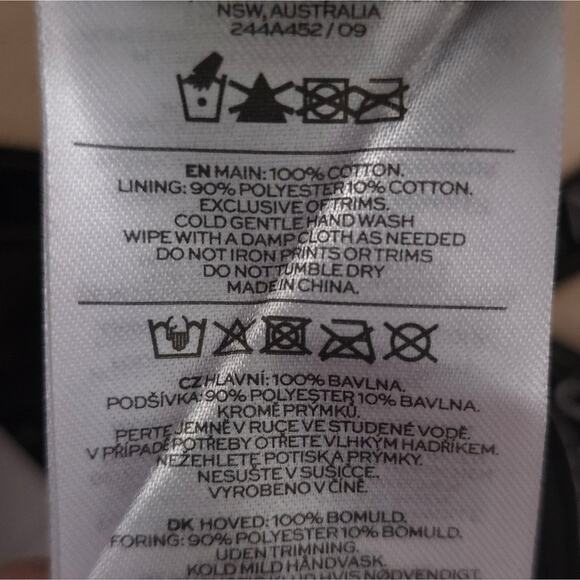 NSW, AUSTRALIA
244A452 / 09
EN MAIN: 100% COTTON.
LINING: 90% POLYESTER 10% COTTON.
EXCLUSIVE OF TRIMS.
COLD GENTLE HAND WASH
WIPE WITH A DAMP CLOTH AS NEEDED
DO NOT IRON PRINTS OR TRIMS
DO NOT TUMBLE DRY
MADE IN CHINA.
CZ HLAVNÍ: 100% BAVLNA.
PODŠÍVKA: 90% POLYESTER 10% BAVLNA.
KROMĚ PRÝMKŮ.
PERTE JEMNĚ V RUCE VE STUDENÉ VODĚ.
V PŘÍPADĚ POTŘEBY OTŘETE VLHKÝM HADŘÍKEM.
NEŽEHLETE POTISK A PRÝMKY.
NESUŠTE V SUŠIČCE.
VYROBENO V ČÍNĚ.
DK HOVED: 100% BOMULD.
FORING: 90% POLYESTER 10% BOMULD.
UDEN TRIMNING.
KOLD MILD HÅNDVASK.
KLUD HVIS NØDVENDIGT